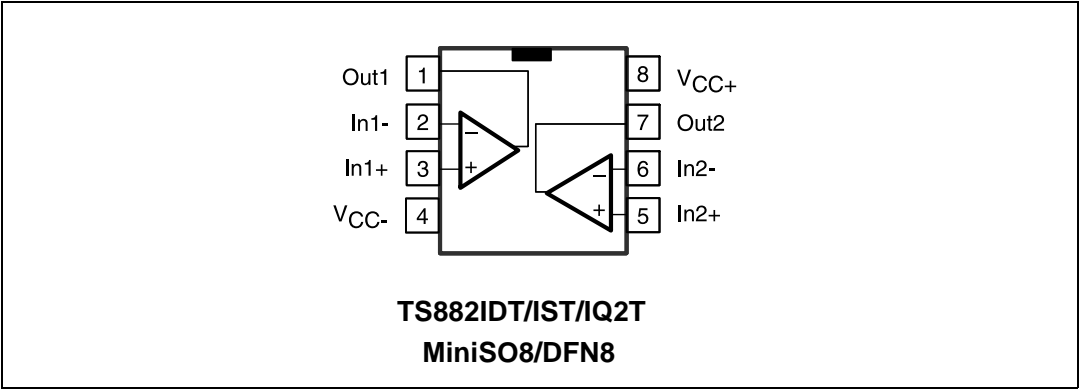 Out1 1 8 VCC+
In1- 2 − 7 Out2
In1+ 3 + − 6 In2-
VCC- 4 + 5 In2+
TS882IDT/IST/IQ2T
MiniSO8/DFN8